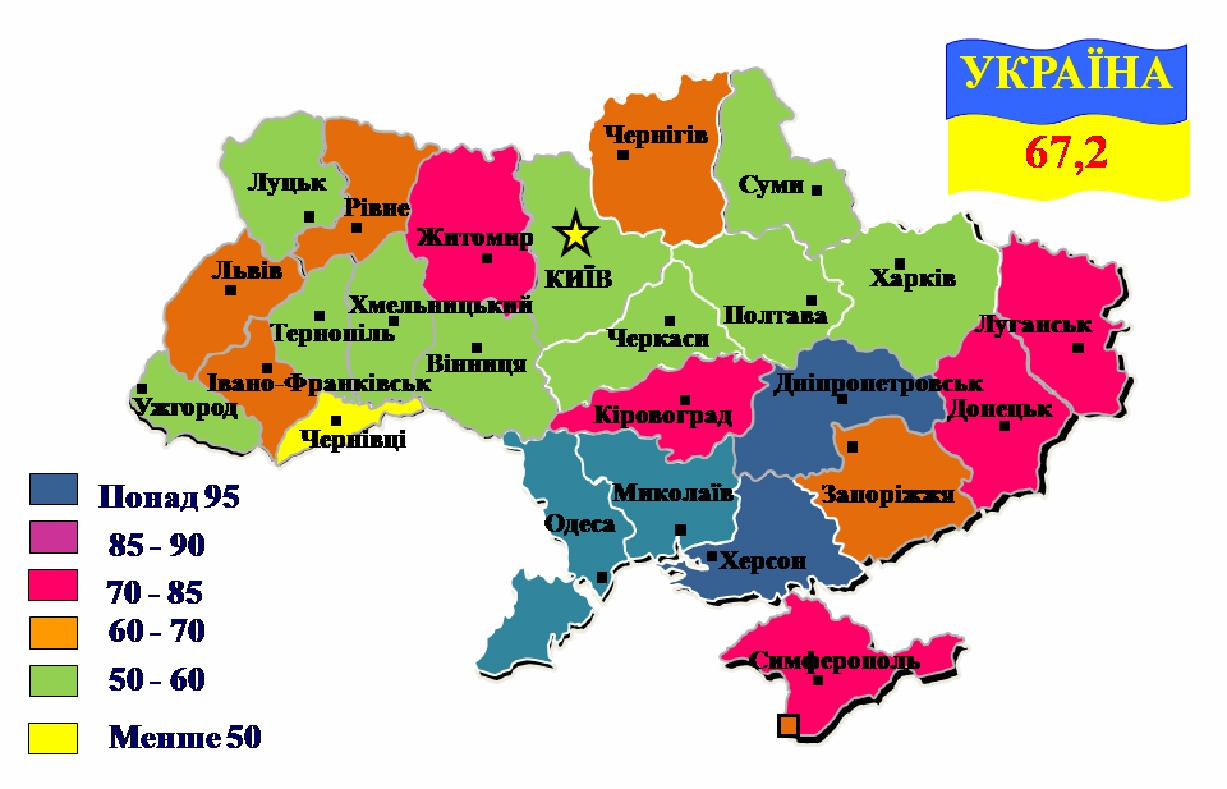 УКРАЇНА
67,2
Чернігів
Луцьк
Суми
Рівне
Житомир
Львів
КИЇВ
Харків
Хмельницький
Тернопіль
Полтава
Луганськ
Черкаси
Вінниця
Івано-Франківськ
Дніпропетровськ
Ужгород
Кіровоград
Донецьк
Чернівці
Миколаїв
Запоріжжя
Одеса
Херсон
Симферополь
Понад 95
85 - 90
70 - 85
60 - 70
50 - 60
Менше 50